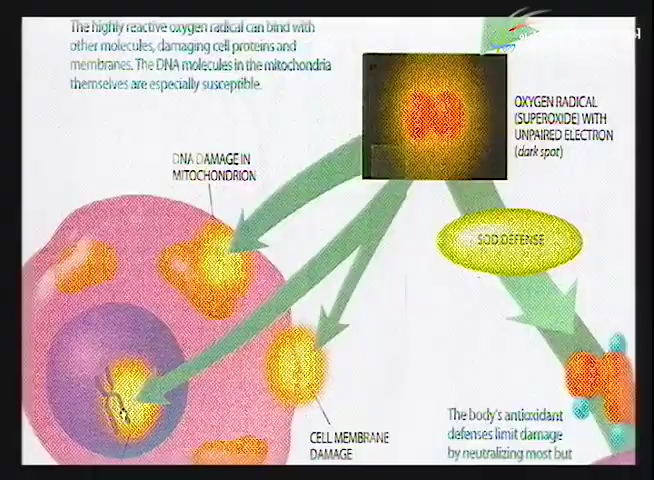 The highly reactive oxygen radical can bind with
other molecules, damaging cell proteins and
membranes. The DNA molecules in the mitochondria
themselves are especially susceptible.
OXYGEN RADICAL
(SUPEROXIDE) WITH
UNPAIRED ELECTRON
(dark spot)
DNA DAMAGE IN
MITOCHONDRION
SOD DEFENSE
CELL MEMBRANE
DAMAGE
The body's antioxidant
defenses limit damage
by neutralizing most but